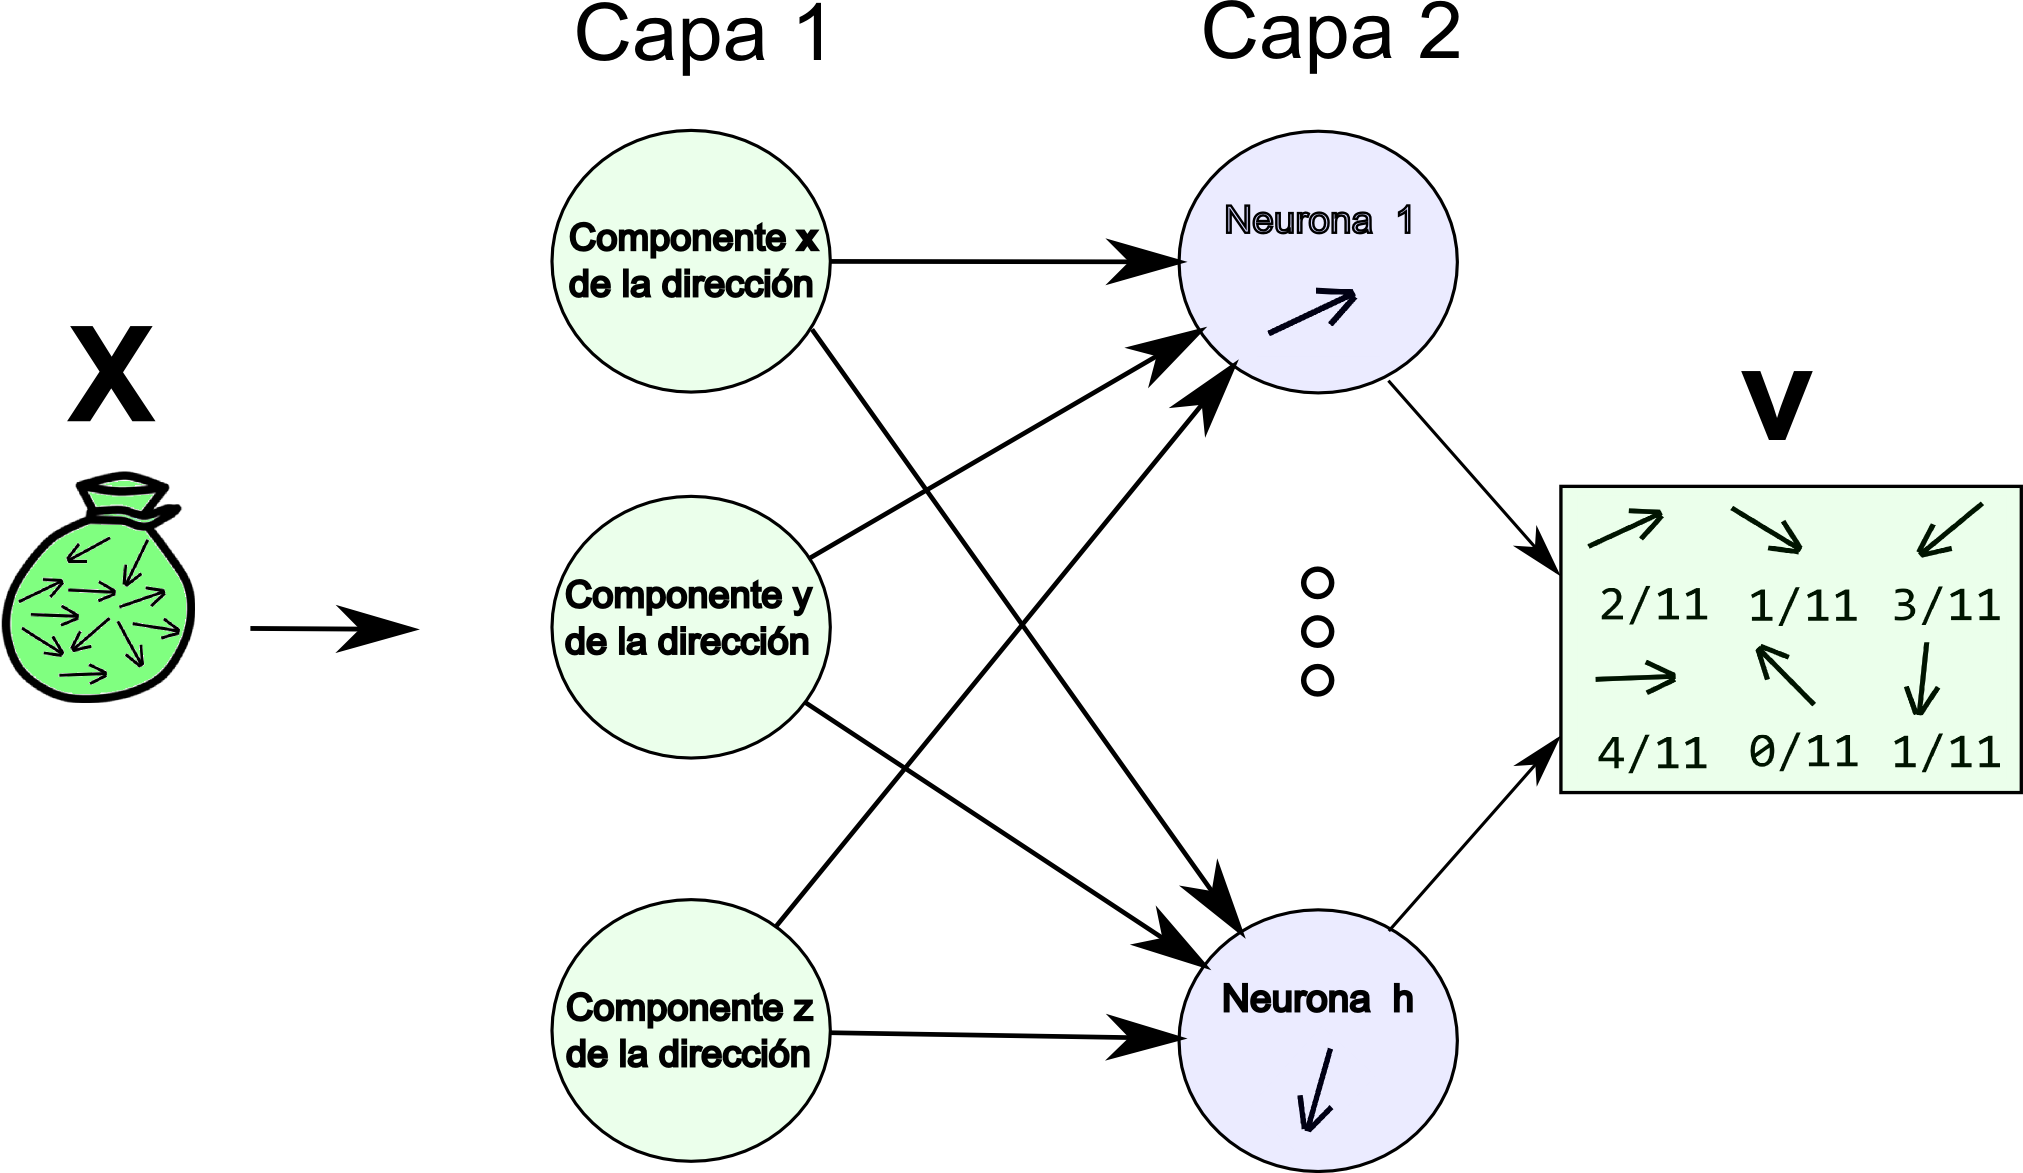 Capa 1
Capa 2
X
Componente x
de la dirección
Neurona 1
v
Componente y
de la dirección
2/11 1/11 3/11
4/11 0/11 1/11
Componente z
de la dirección
Neurona h